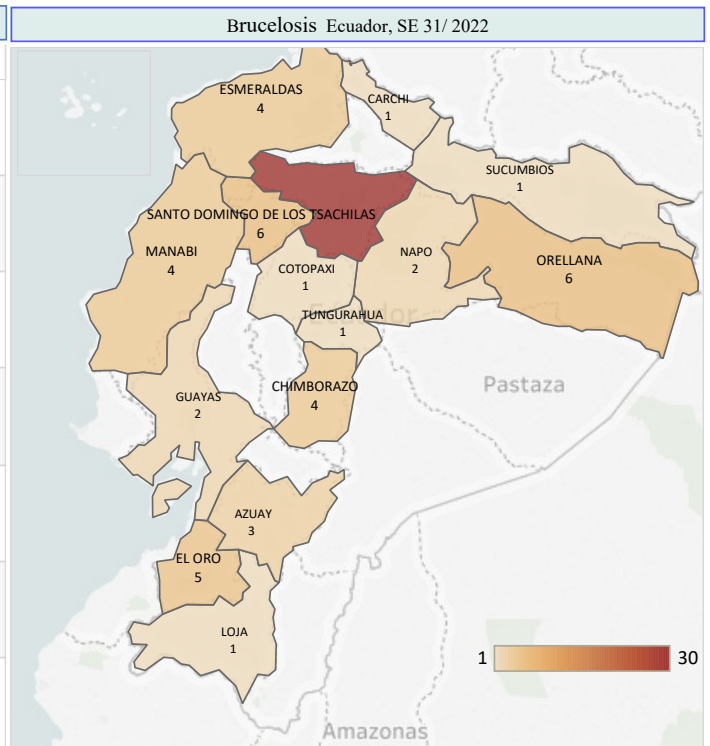 Brucelosis Ecuador, SE 31/ 2022
ESMERALDAS
4
CARCHI
1
SUCUMBIOS
1
SANTO DOMINGO DE LOS TSACHILAS
6
MANABI
4
NAPO
2
ORELLANA
6
COTOPAXI
1
Ecuador
TUNGURAHUA
1
CHIMBORAZO
4
Pastaza
GUAYAS
2
AZUAY
3
EL ORO
5
LOJA
1
1 30
Amazonas